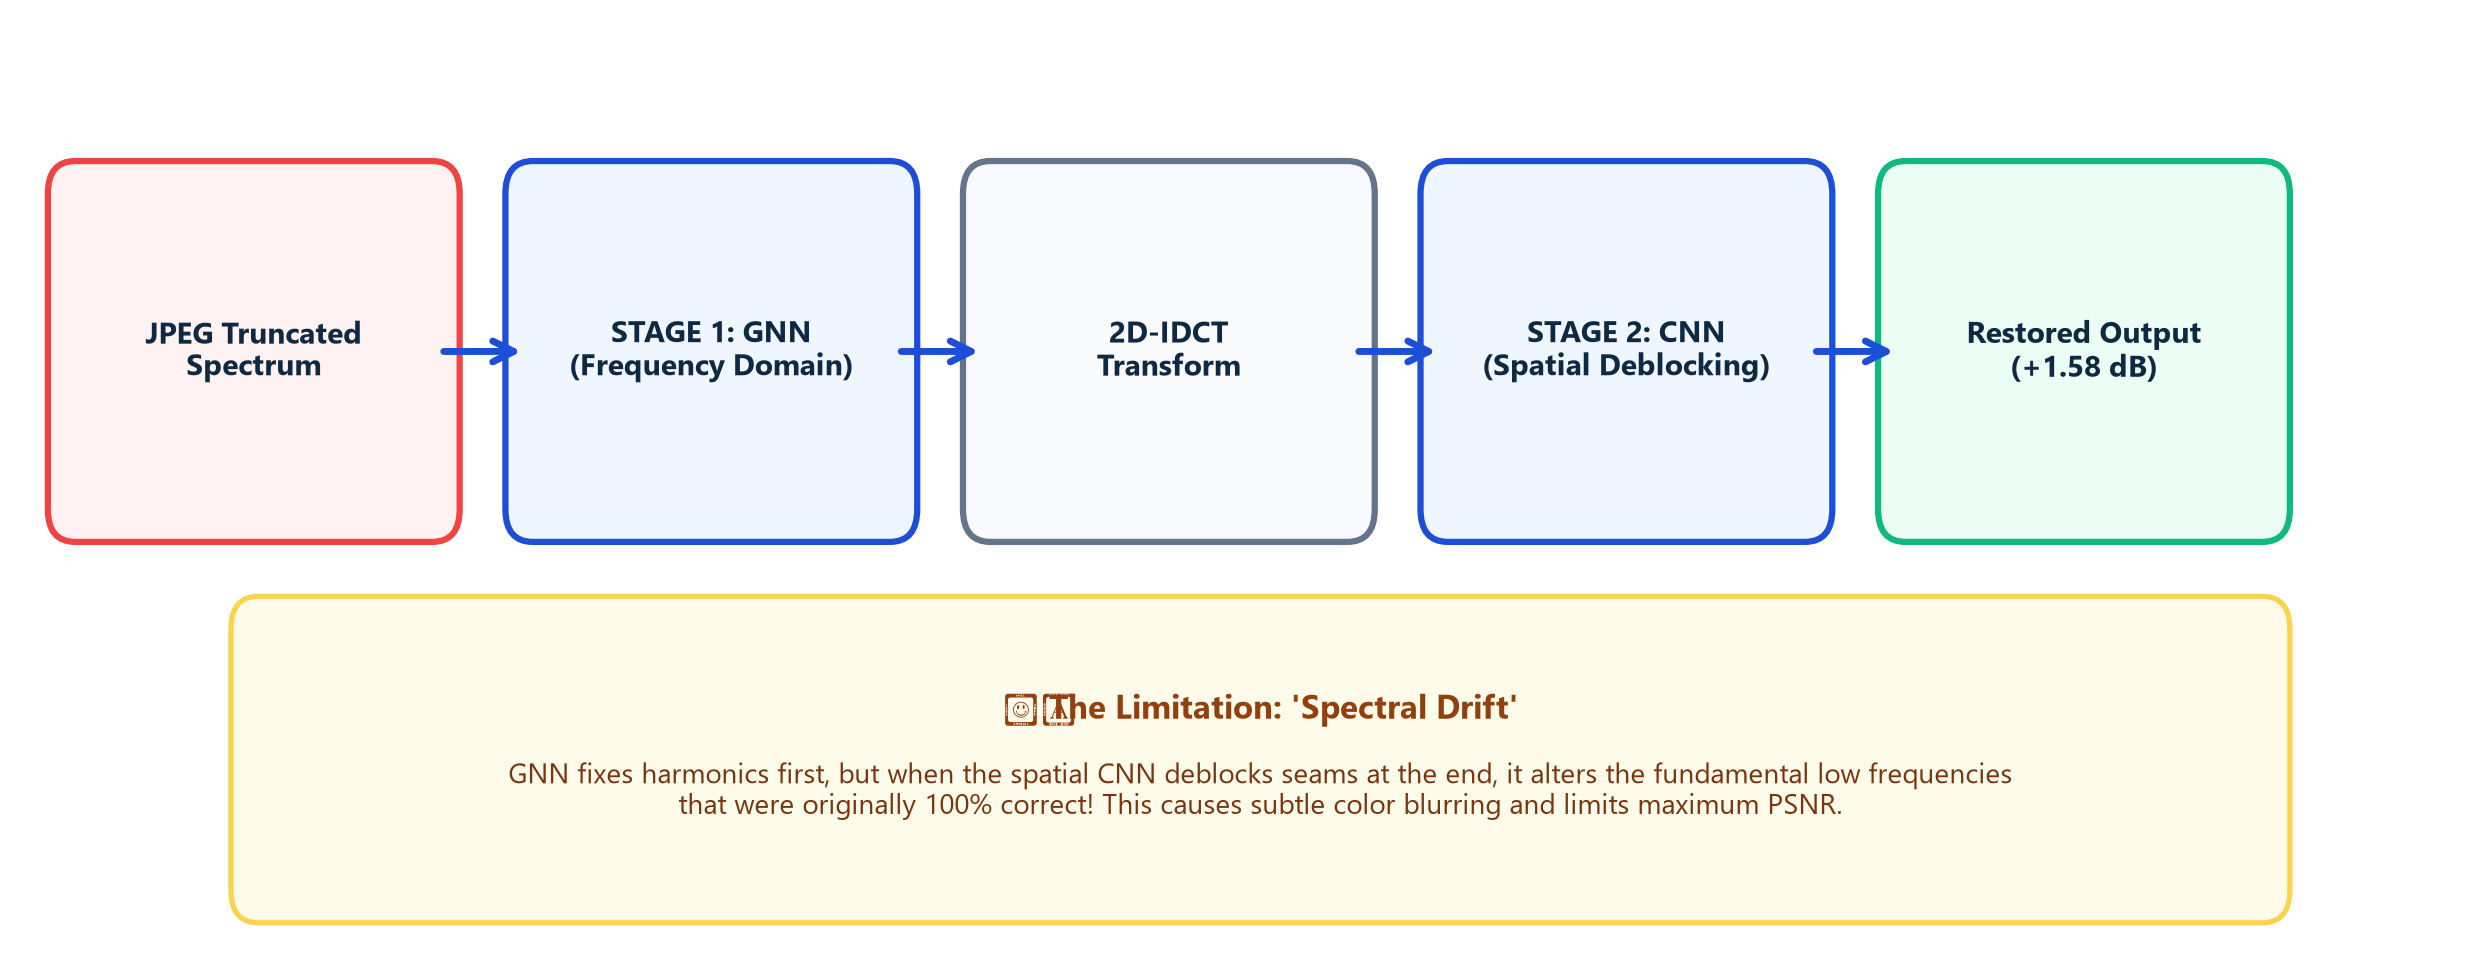 JPEG Truncated
Spectrum
STAGE 1: GNN
(Frequency Domain)
2D-IDCT
Transform
STAGE 2: CNN
(Spatial Deblocking)
Restored Output
(+1.58 dB)
The Limitation: 'Spectral Drift'
GNN fixes harmonics first, but when the spatial CNN deblocks seams at the end, it alters the fundamental low frequencies
that were originally 100% correct! This causes subtle color blurring and limits maximum PSNR.